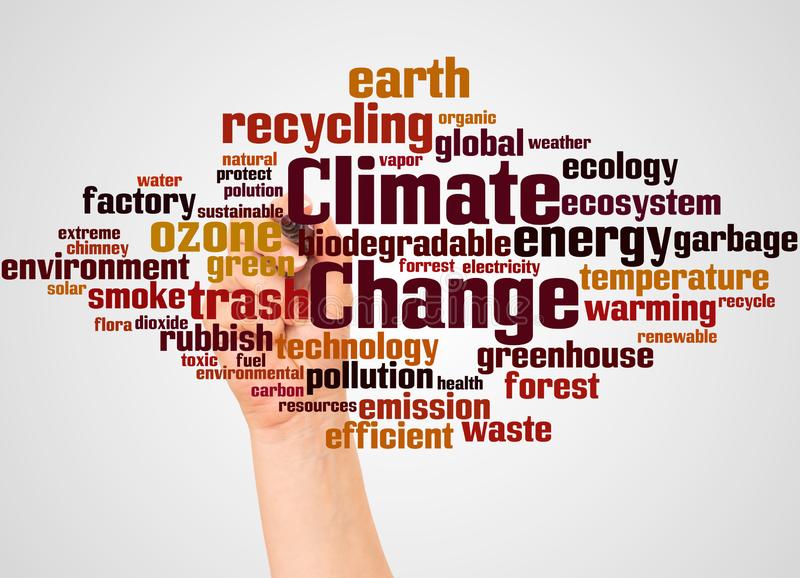 earth
recycling
organic
global
weather
natural
vapor
ecology
protect
Climate
water
polution
factory
sustainable
ecosystem
extreme
ozone
biodegradable
energy
garbage
chimney
environment
green
forrest
electricity
temperature
solar
smoke
trash
Change
warming
recycle
flora
dioxide
rubbish
technology
renewable
toxic
fuel
greenhouse
environmental
pollution
health
forest
carbon
resources
emission
efficient
waste